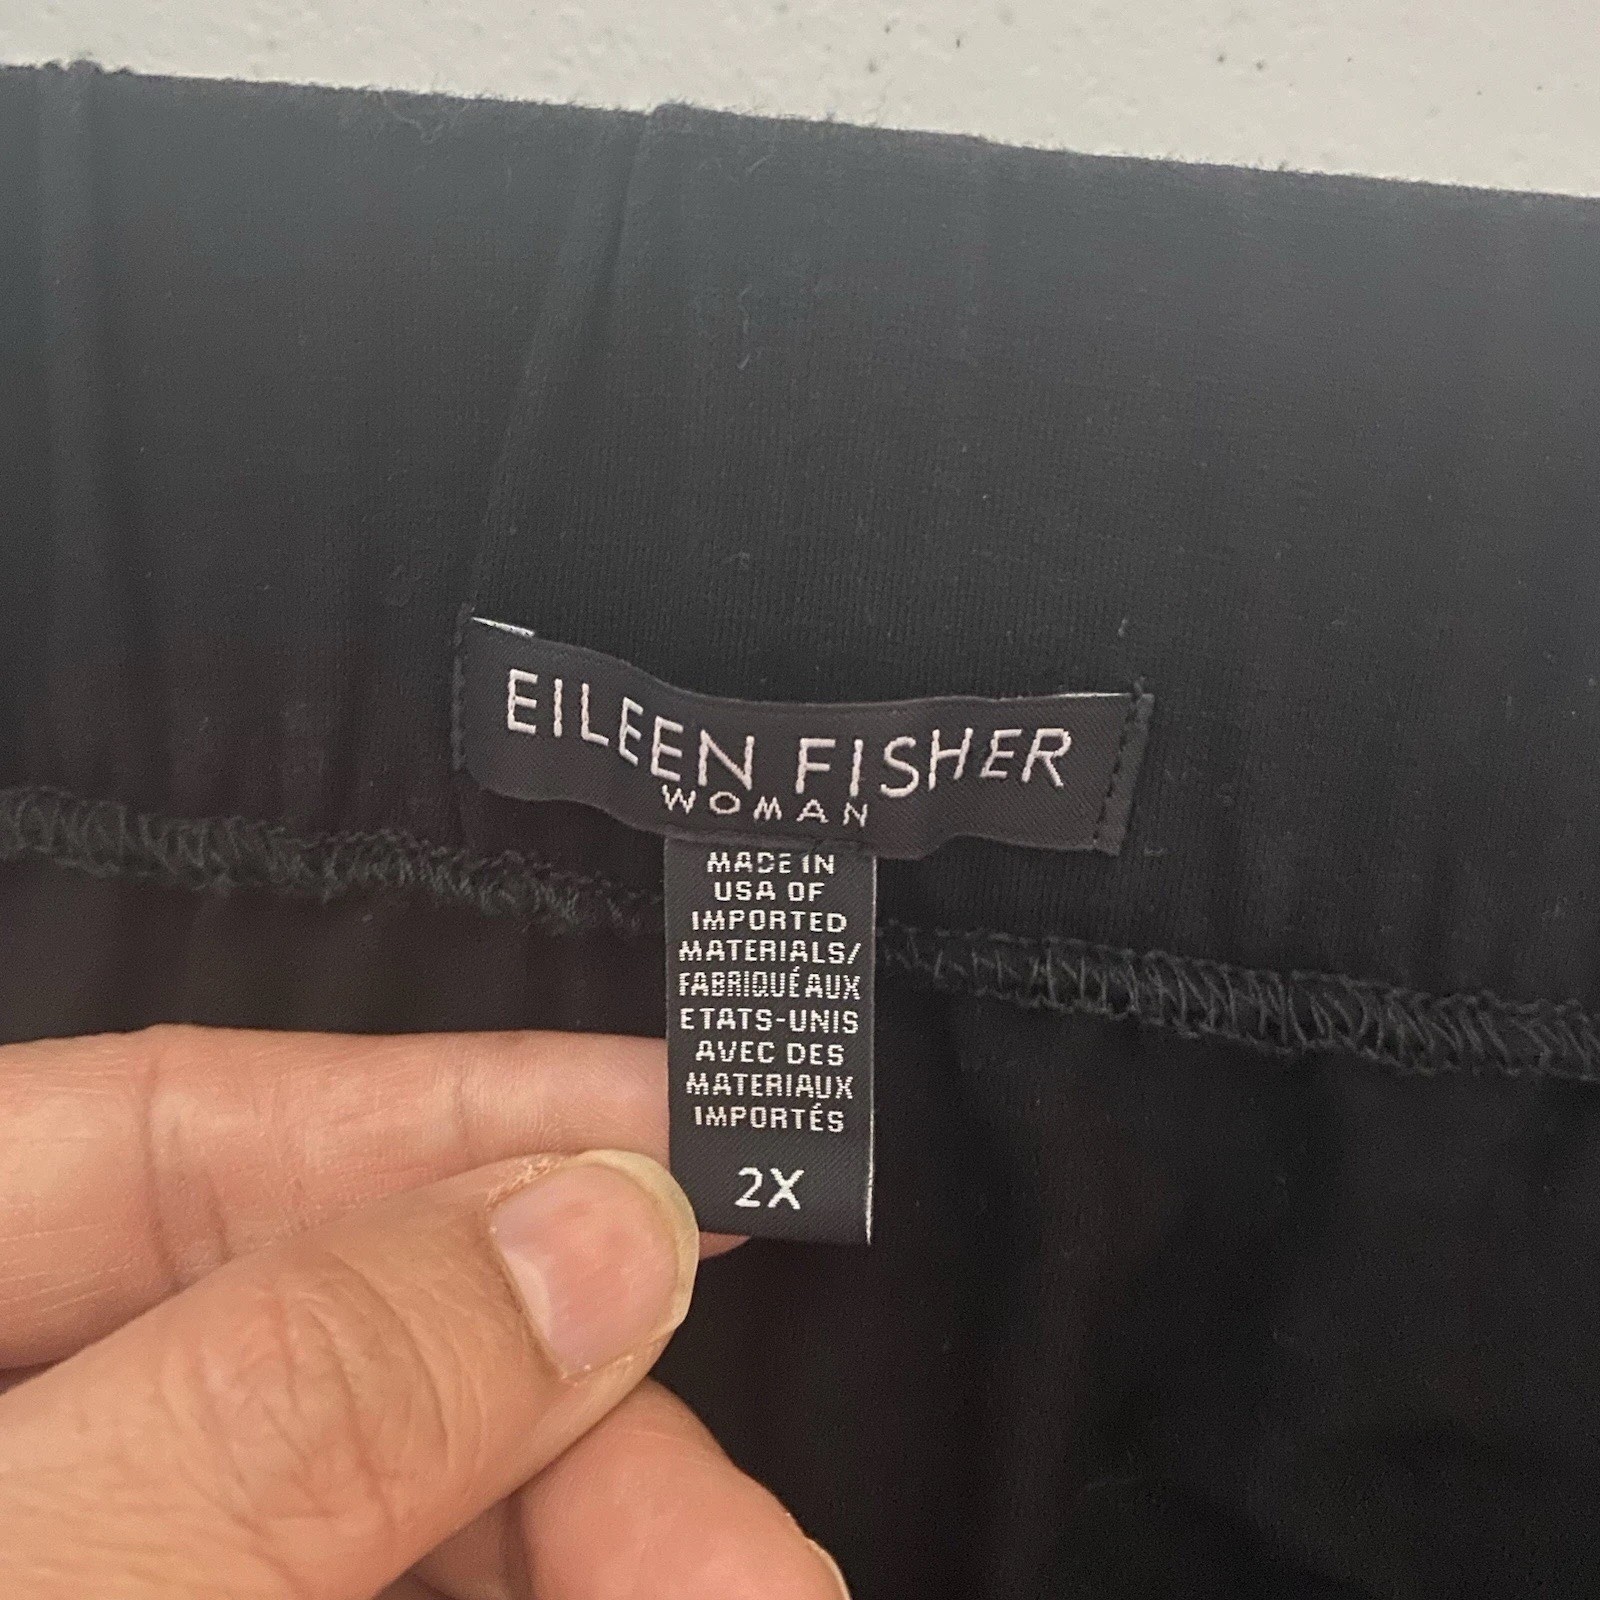 EILEEN FISHER
WOMAN
MADE IN
USA OF
IMPORTED
MATERIALS/
FABRIQUÉ AUX
ETATS-UNIS
AVEC DES
MATERIAUX
IMPORTÉS
2X